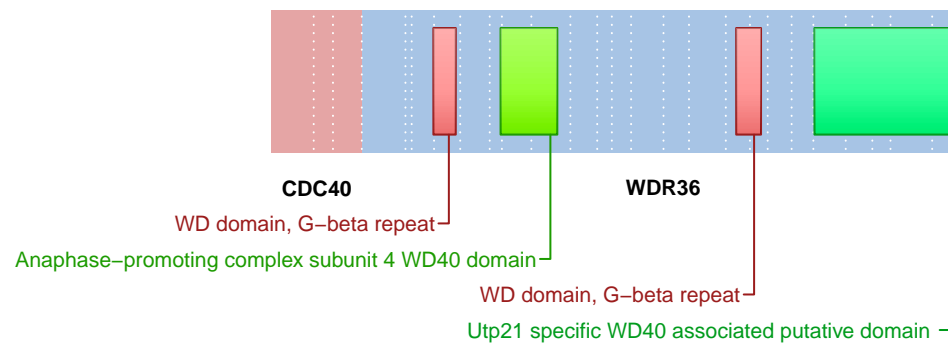 CDC40
WDR36
WD domain, G−beta repeat
Anaphase−promoting complex subunit 4 WD40 domain
WD domain, G−beta repeat
Utp21 specific WD40 associated putative domain